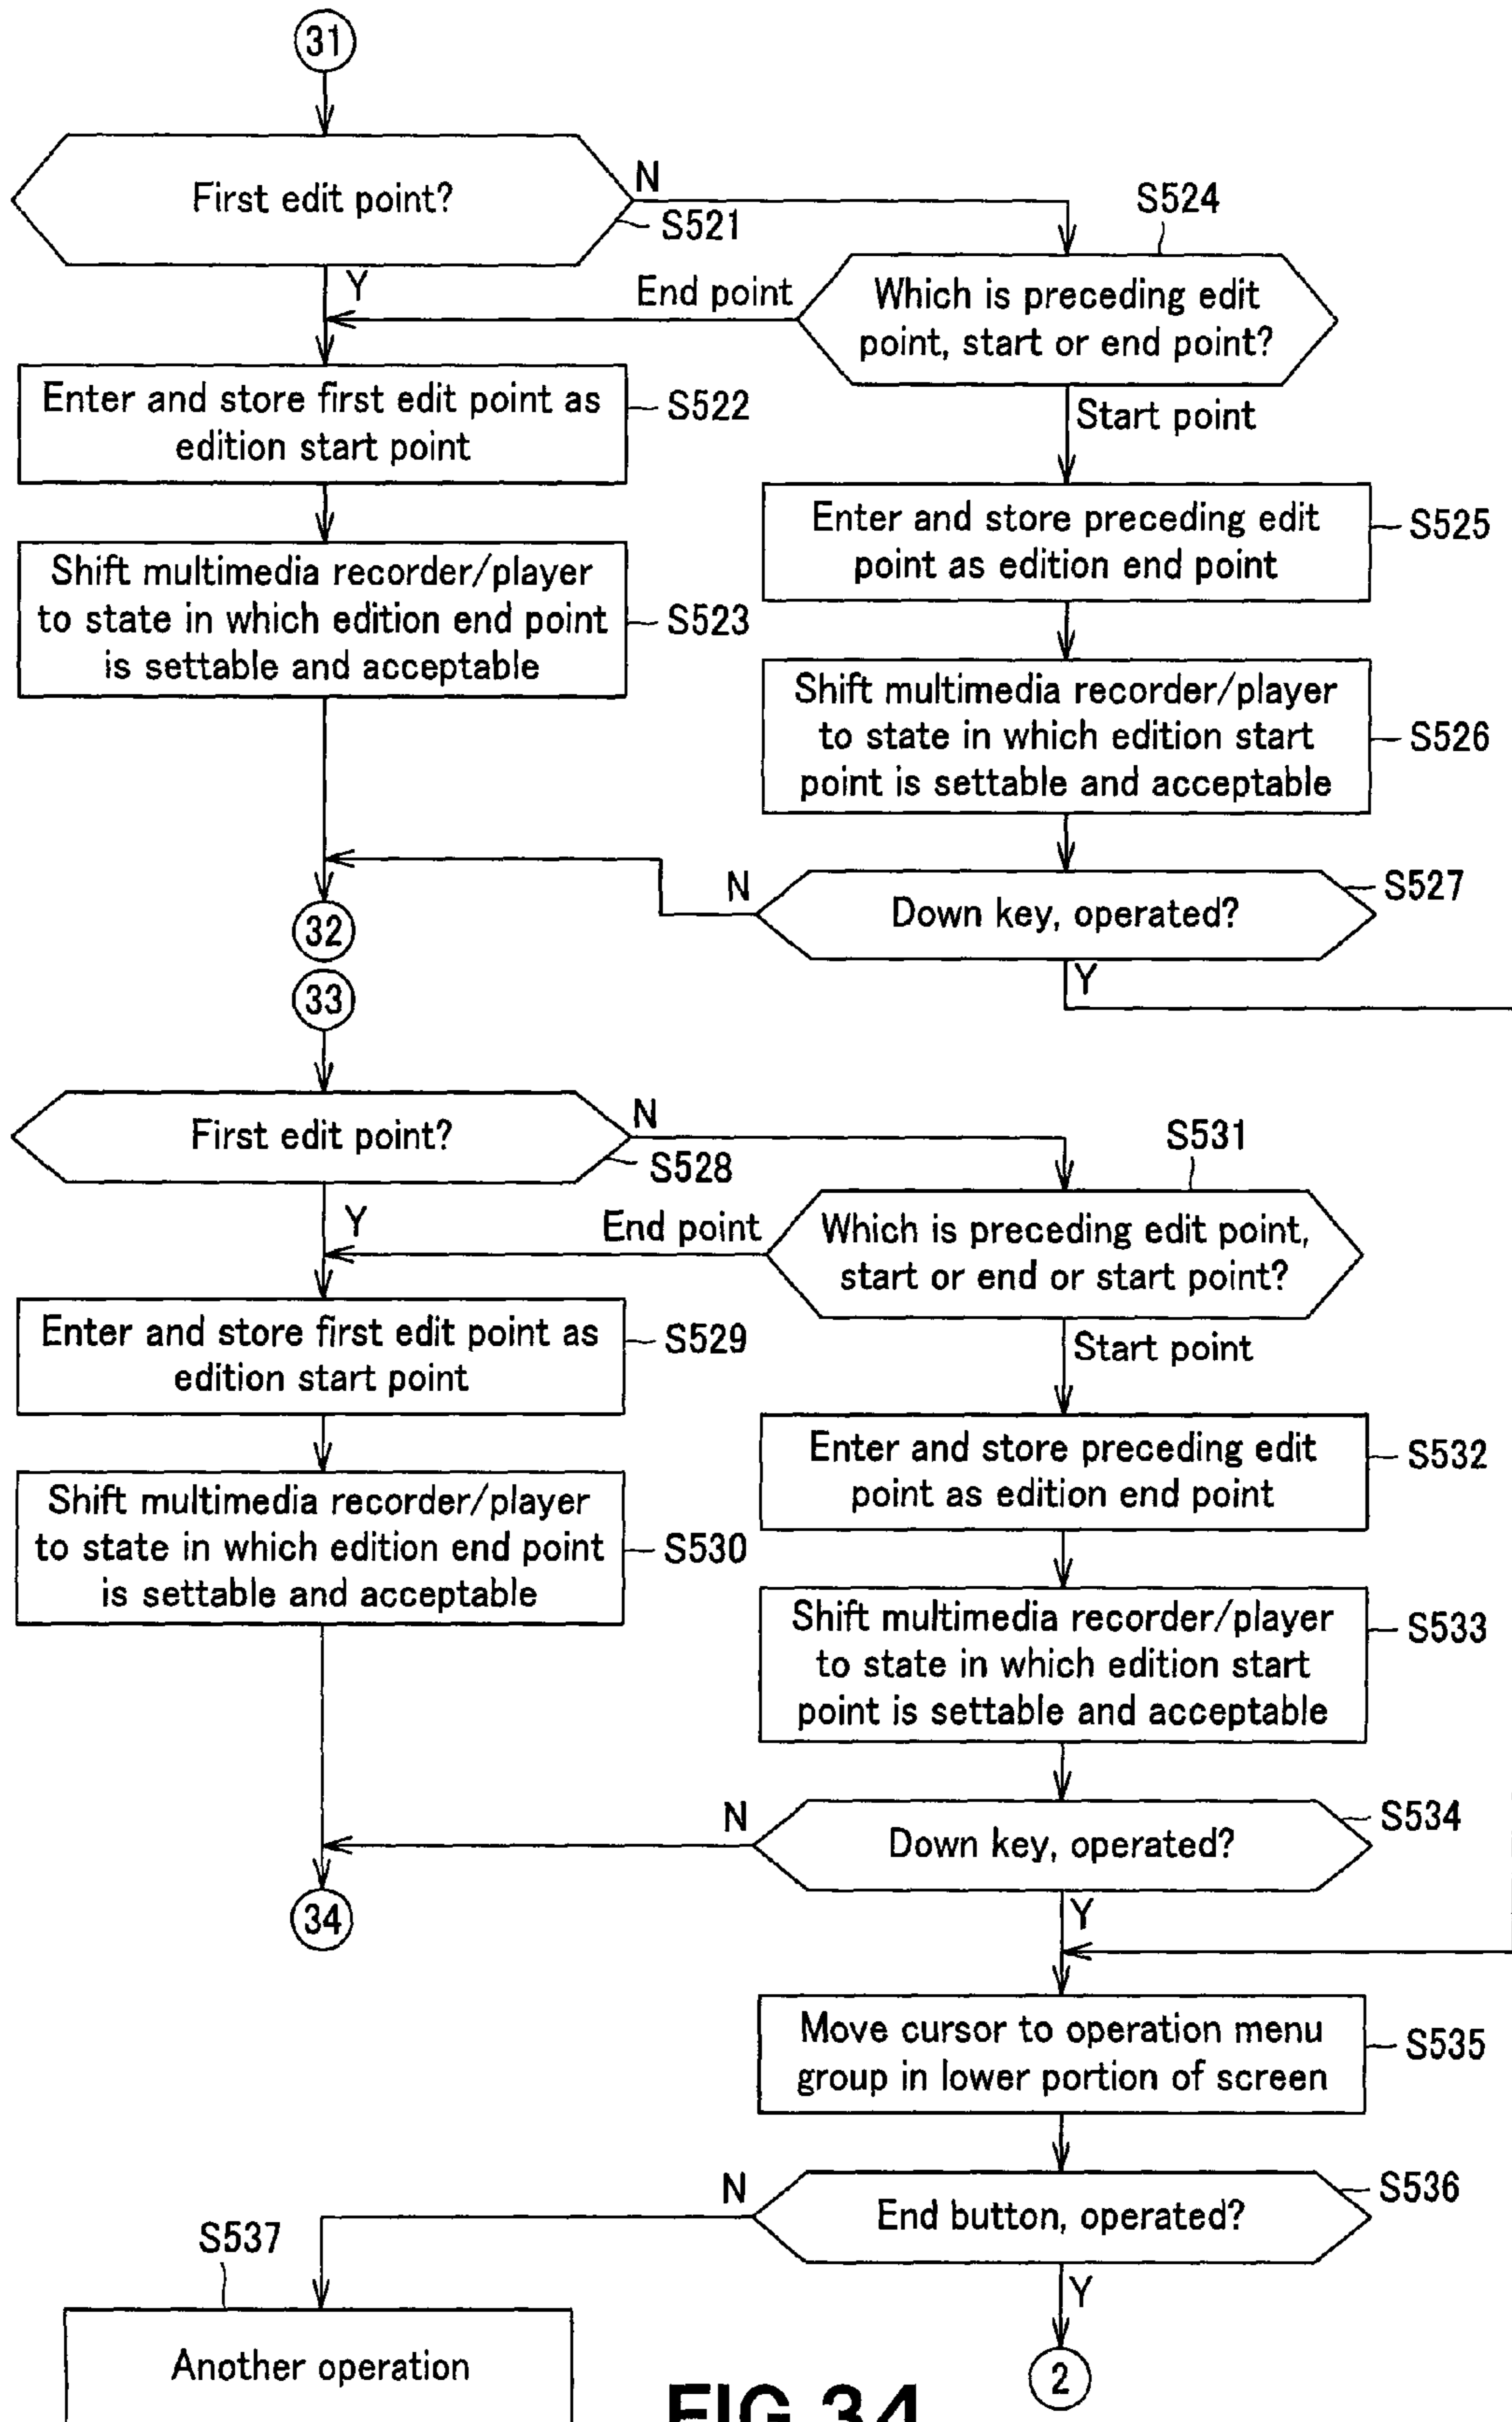 31
First edit point?
N
S521
S524
Y
End point
Which is preceding edit
point, start or end point?
Start point
Enter and store first edit point as
edition start point
S522
Enter and store preceding edit
point as edition end point
S525
Shift multimedia recorder/player
to state in which edition end point
is settable and acceptable
S523
Shift multimedia recorder/player
to state in which edition start
point is settable and acceptable
S526
N
Down key, operated?
S527
Y
32
33
First edit point?
N
S528
S531
Y
End point
Which is preceding edit point,
start or end or start point?
Start point
Enter and store first edit point as
edition start point
S529
Enter and store preceding edit
point as edition end point
S532
Shift multimedia recorder/player
to state in which edition end point
is settable and acceptable
S530
Shift multimedia recorder/player
to state in which edition start
point is settable and acceptable
S533
N
Down key, operated?
S534
Y
34
Move cursor to operation menu
group in lower portion of screen
S535
N
End button, operated?
S536
Y
S537
Another operation
2
FIG.34